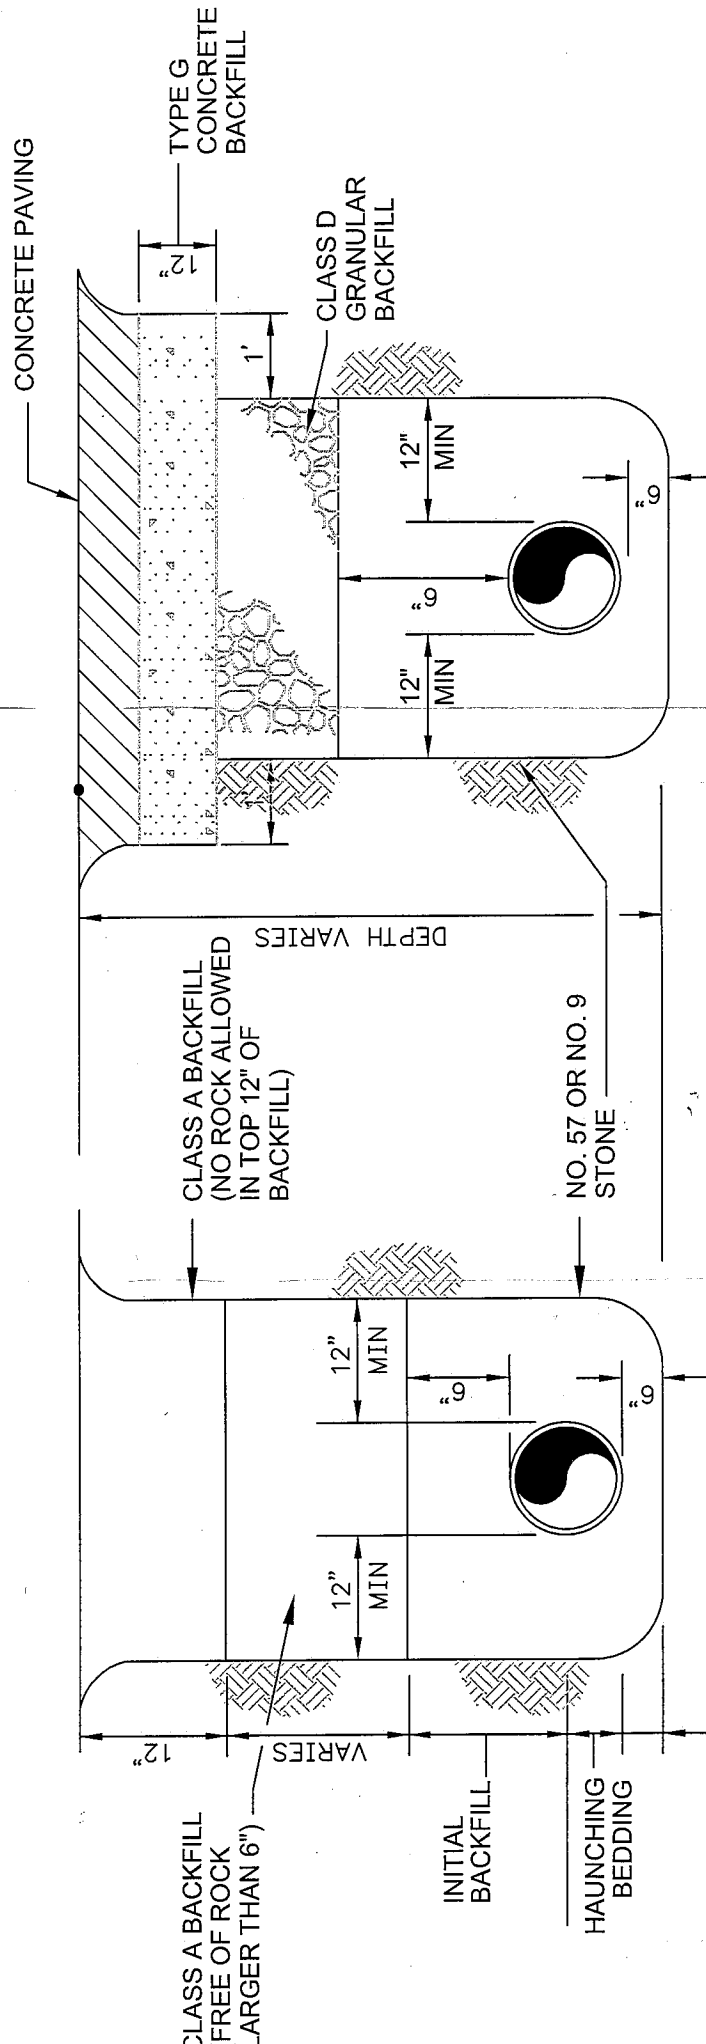 CLASS A BACKFILL
FREE OF ROCK
LARGER THAN 6")
12"
VARIES
INITIAL
BACKFILL
HAUNCHING
BEDDING
12"
MIN
12"
MIN
6"
6"
CLASS A BACKFILL
(NO ROCK ALLOWED
IN TOP 12" OF
BACKFILL)
NO. 57 OR NO. 9
STONE
DEPTH VARIES
1'
12"
MIN
6"
12"
MIN
6"
1'
12"
CONCRETE PAVING
TYPE G
CONCRETE
BACKFILL
CLASS D
GRANULAR
BACKFILL